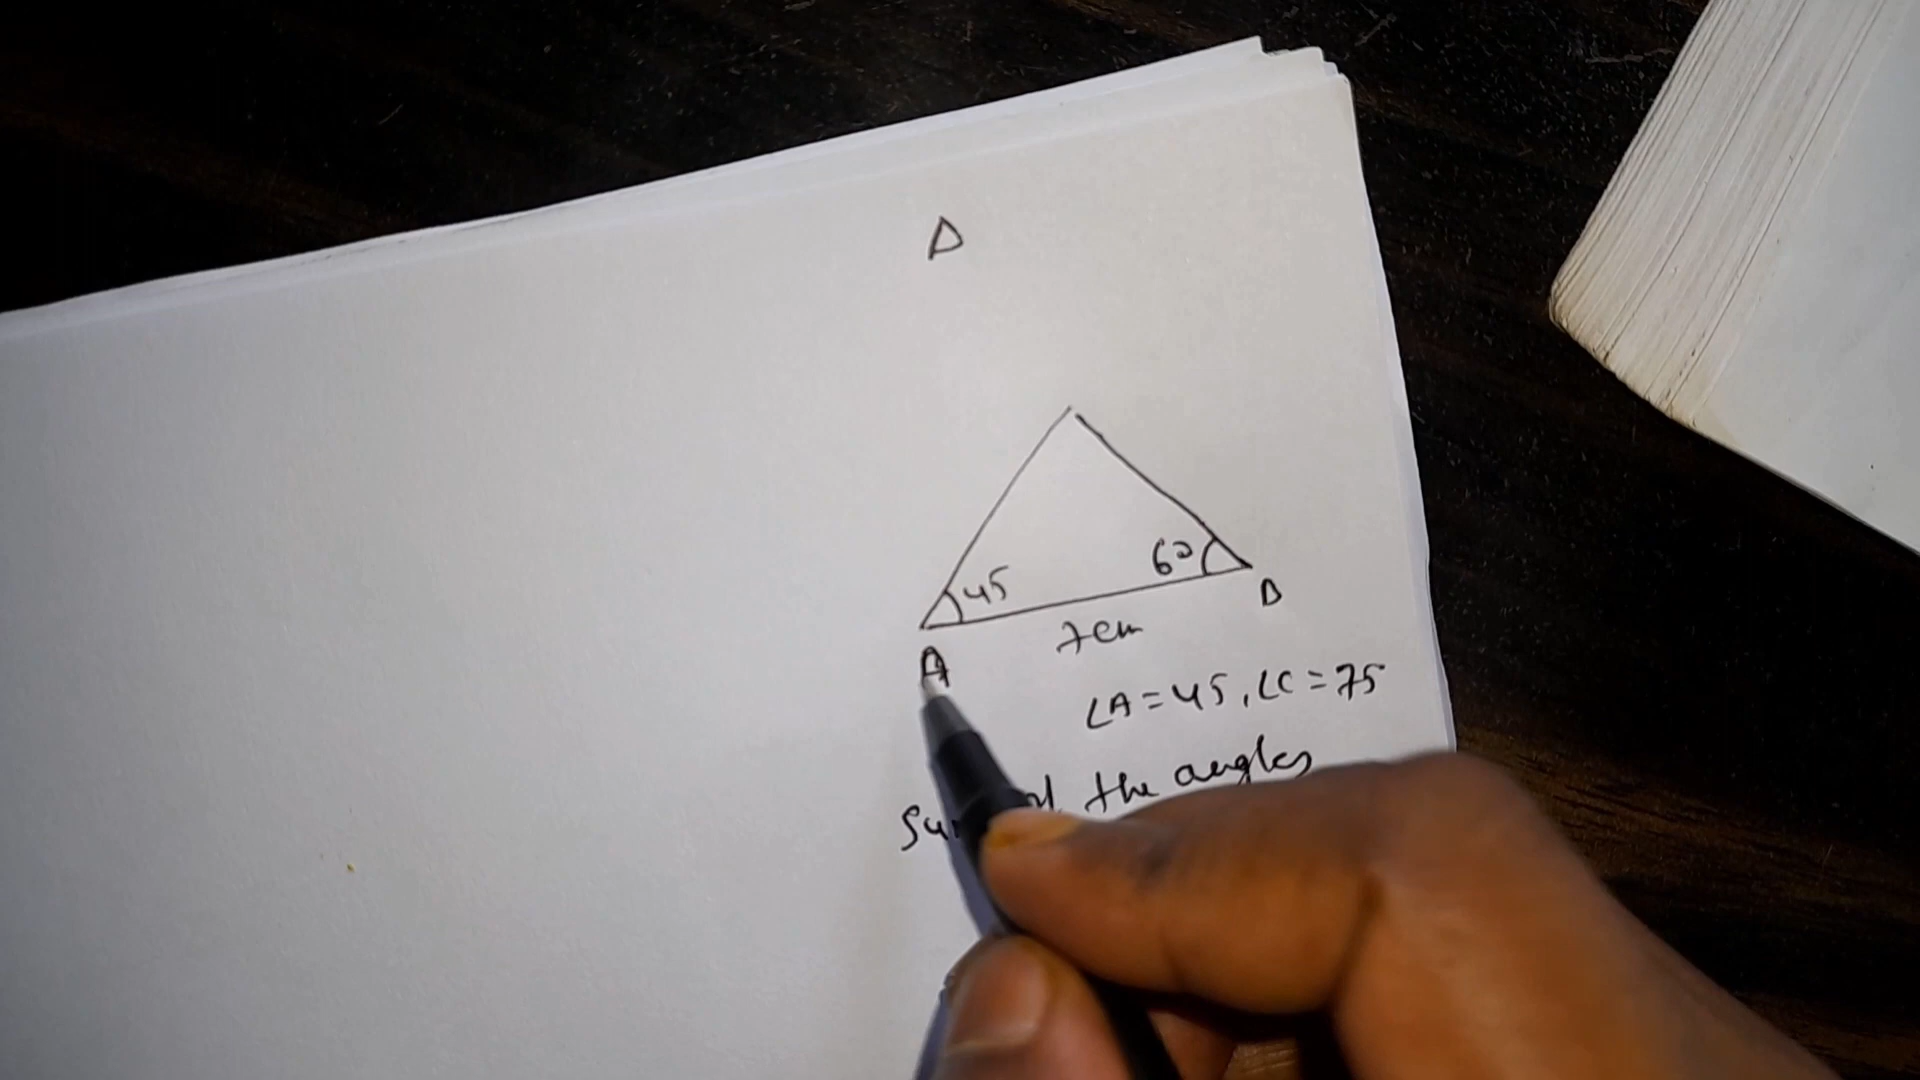 Δ
45 60
7cm
A B
∠A = 45, ∠C = 75
the angles